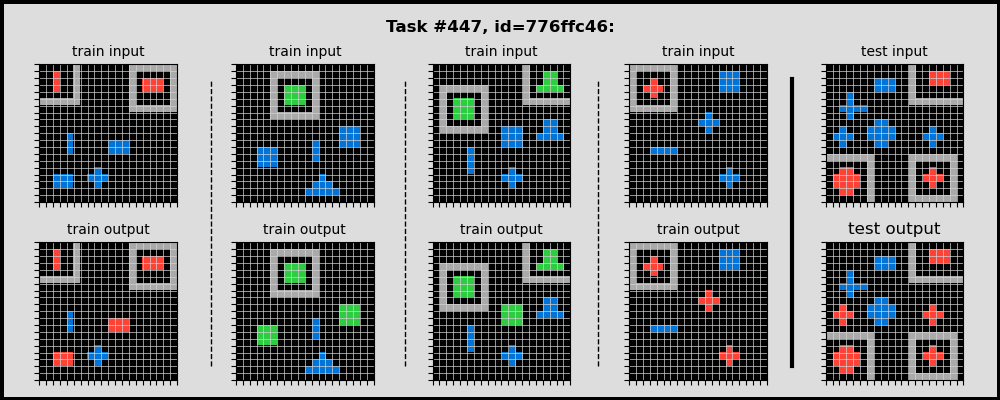 Task #447, id=776ffc46:
train input train input train input train input test input
train output train output train output train output test output